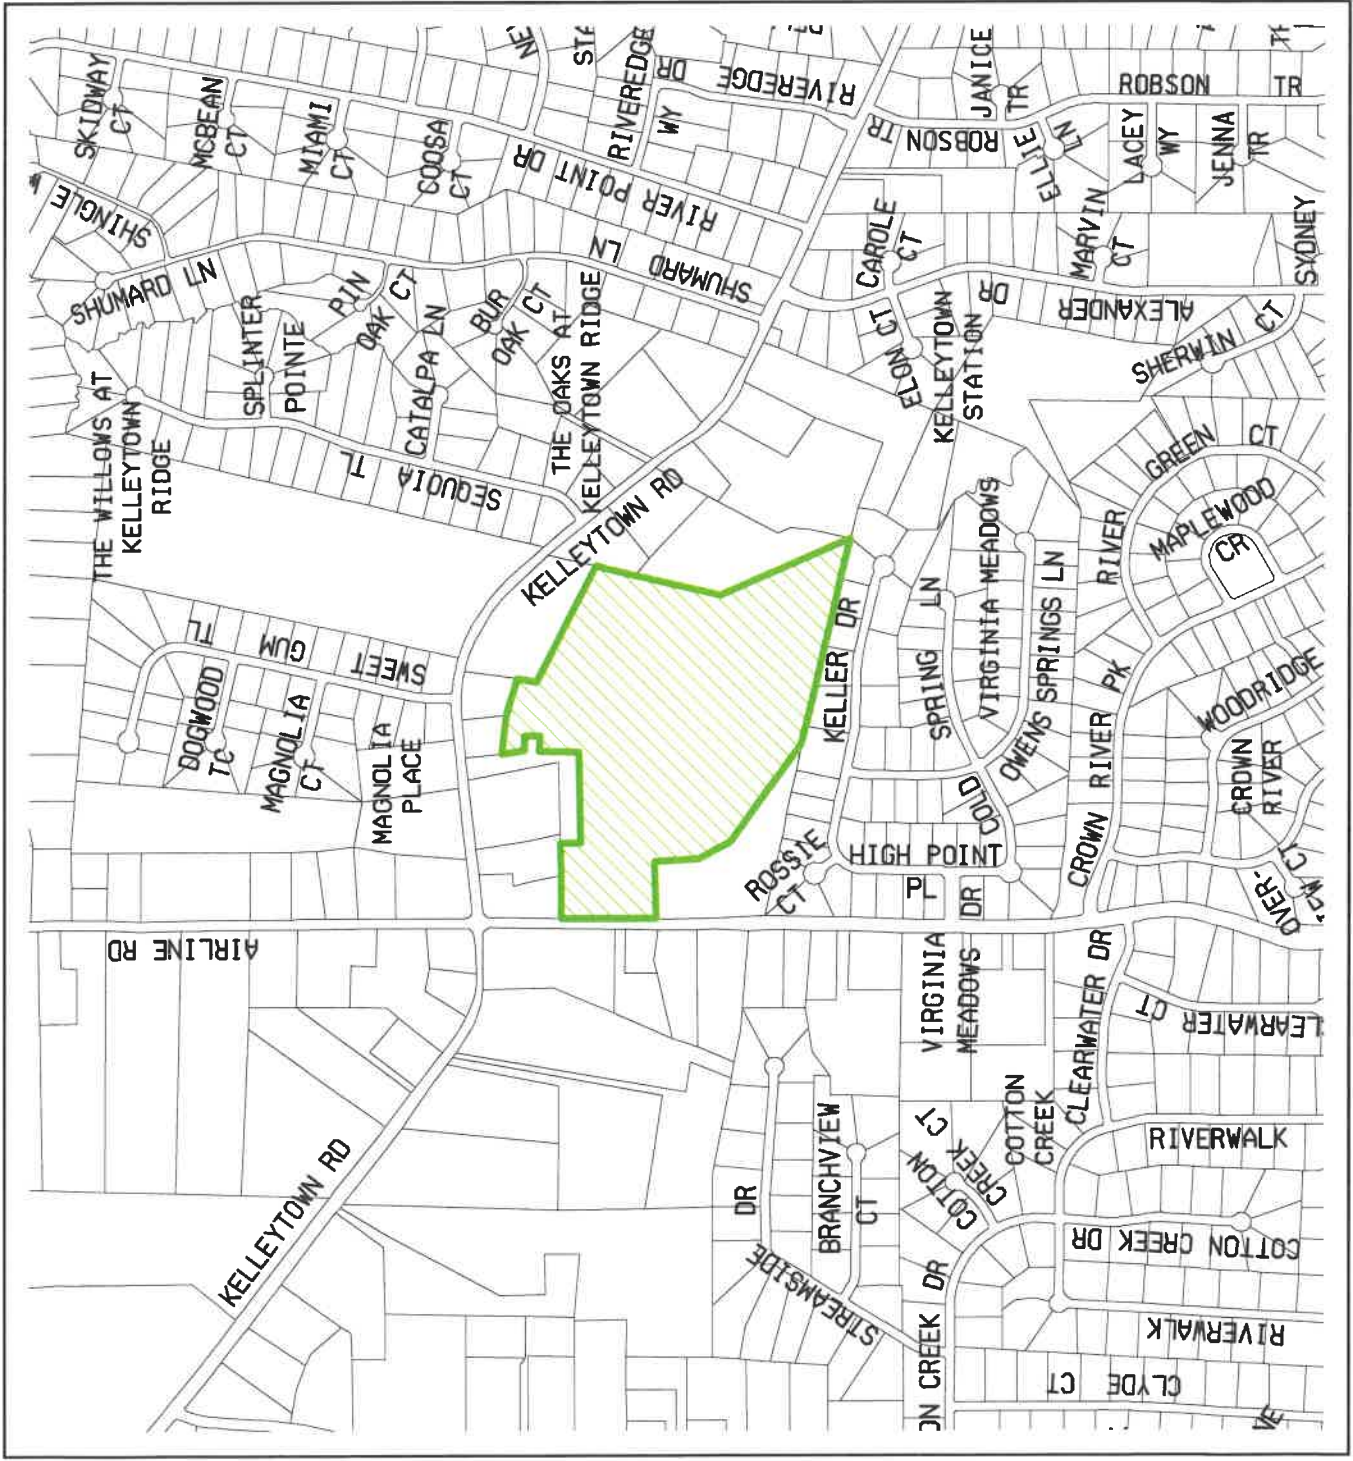 SKIDWAY
CT
MCBEAN
CT
MIAMI
CT
COOSA
CT
RIVEREDGE
WY
RIVEREDGE DR
JANICE
TR
ROBSON TR
ROBSON TR
ELLIE
LN
LACEY
WY
JENNA
TR
RIVER POINT DR
SHINGLE
SHUMARD LN
SHUMARD LN
CAROLE
CT
MARVIN
CT
SYDNEY
ALEXANDER DR
SPLINTER
POINTE
PIN
OAK CT
BUR
OAK CT
CATALPA LN
THE OAKS AT
KELLEYTOWN RIDGE
ELON CT
KELLEYTOWN
STATION
SHERWIN CT
THE WILLOWS AT
KELLEYTOWN
RIDGE
SEQUOIA TL
KELLEYTOWN RD
GREEN CT
MAPLEWOOD
CR
RIVER
VIRGINIA MEADOWS
SPRING LN
OWENS SPRINGS LN
KELLER DR
SWEET GUM TL
DOGWOOD
TC
MAGNOLIA
CT
MAGNOLIA
PLACE
CROWN RIVER PK
WOODRIDGE
CROWN
RIVER
COLD
ROSSIE
CT
HIGH POINT
PL
DR
OVER-
CT
AIRLINE RD
VIRGINIA
MEADOWS
CLEARWATER DR
LEARWATER CT
KELLEYTOWN RD
BRANCHVIEW
CT
STREAMSIDE
DR
COTTON
CREEK
CT
COTTON
CREEK
RIVERWALK
COTTON CREEK DR
ON CREEK DR
RIVERWALK
CLYDE CT